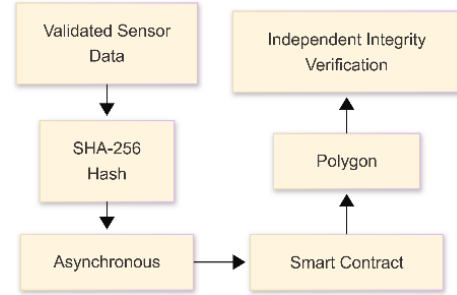 Validated Sensor
Data
SHA-256
Hash
Asynchronous
Smart Contract
Polygon
Independent Integrity
Verification